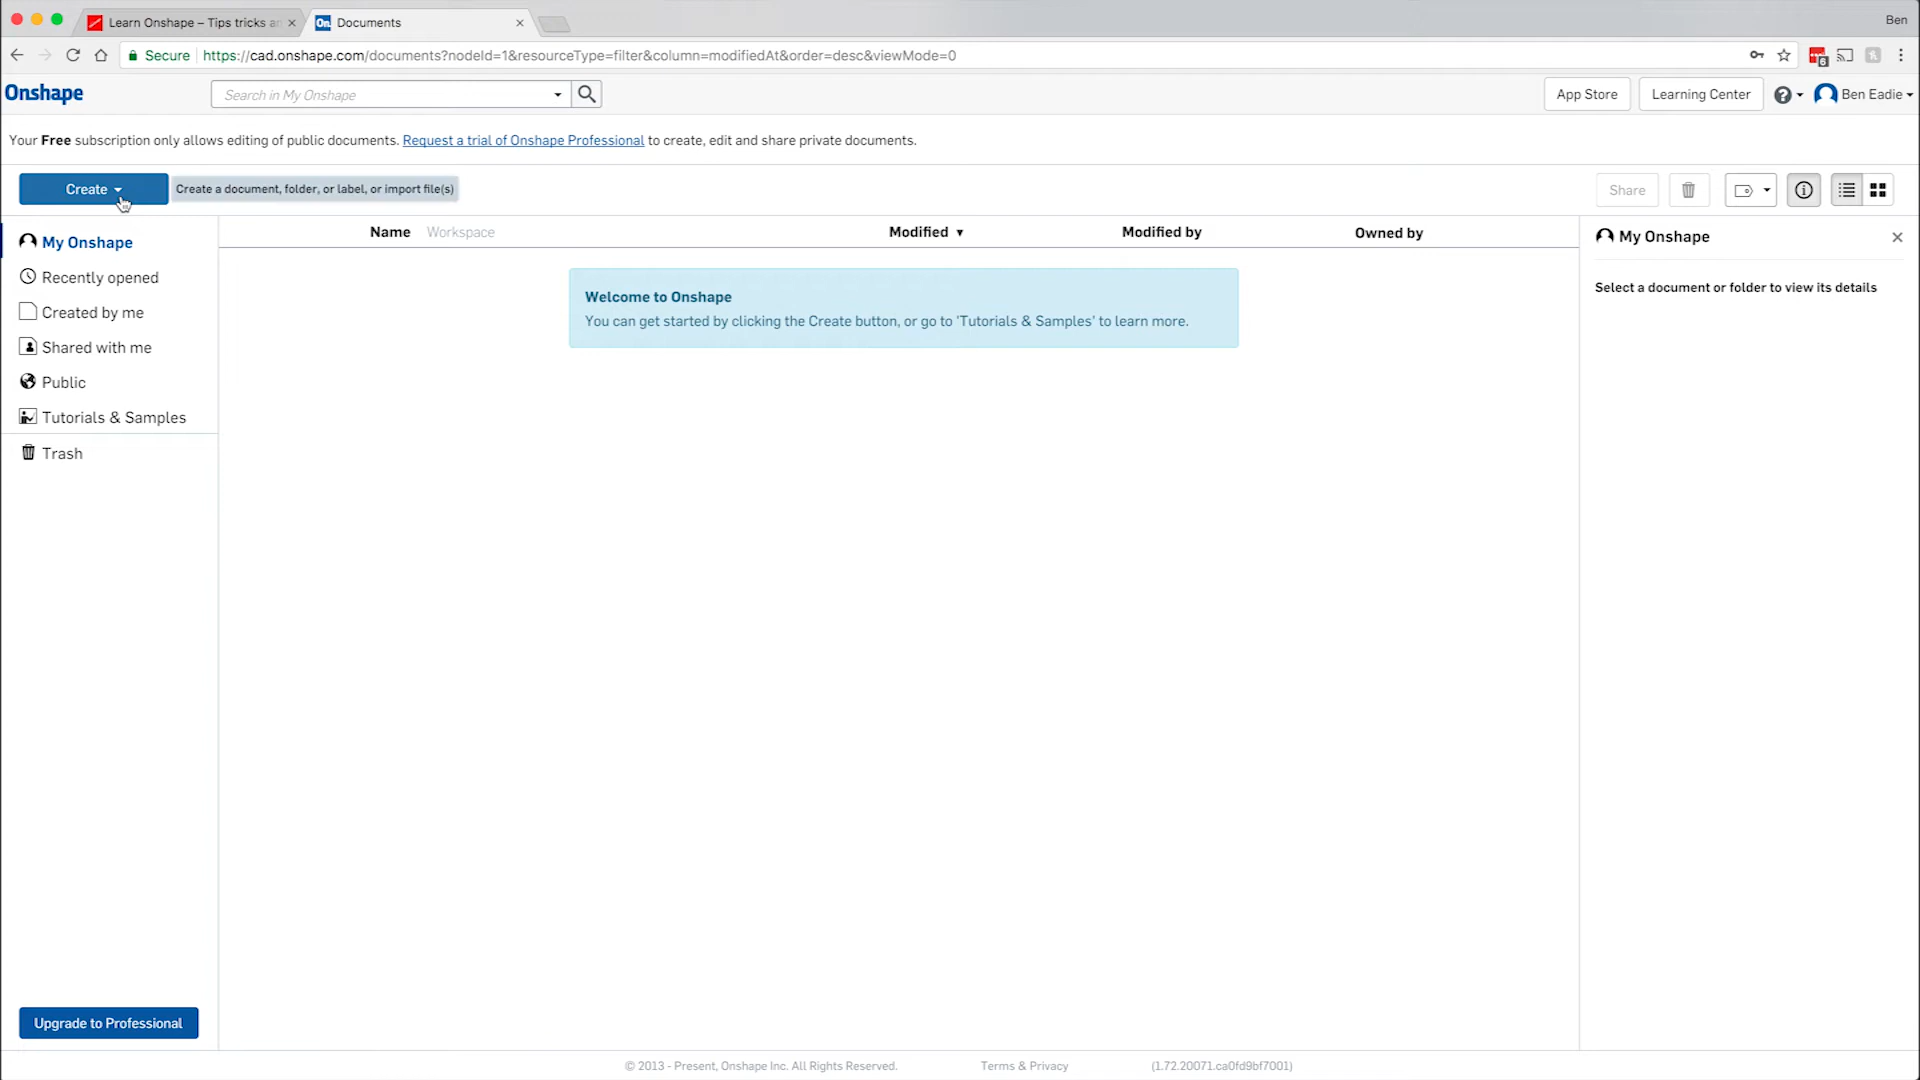 Learn Onshape – Tips tricks a
Documents
Ben
Secure https://cad.onshape.com/documents?nodeId=1&resourceType=filter&column=modifiedAt&order=desc&viewMode=0
6
Onshape
Search in My Onshape
App Store
Learning Center
Ben Eadie
Your Free subscription only allows editing of public documents. Request a trial of Onshape Professional to create, edit and share private documents.
Create
Create a document, folder, or label, or import file(s)
Share
My Onshape
Recently opened
Created by me
Shared with me
Public
Tutorials & Samples
Trash
Name Workspace Modified Modified by Owned by
Welcome to Onshape
You can get started by clicking the Create button, or go to 'Tutorials & Samples' to learn more.
My Onshape
Select a document or folder to view its details
Upgrade to Professional
© 2013 - Present, Onshape Inc. All Rights Reserved. Terms & Privacy (1.72.20071.ca0fd9bf7001)